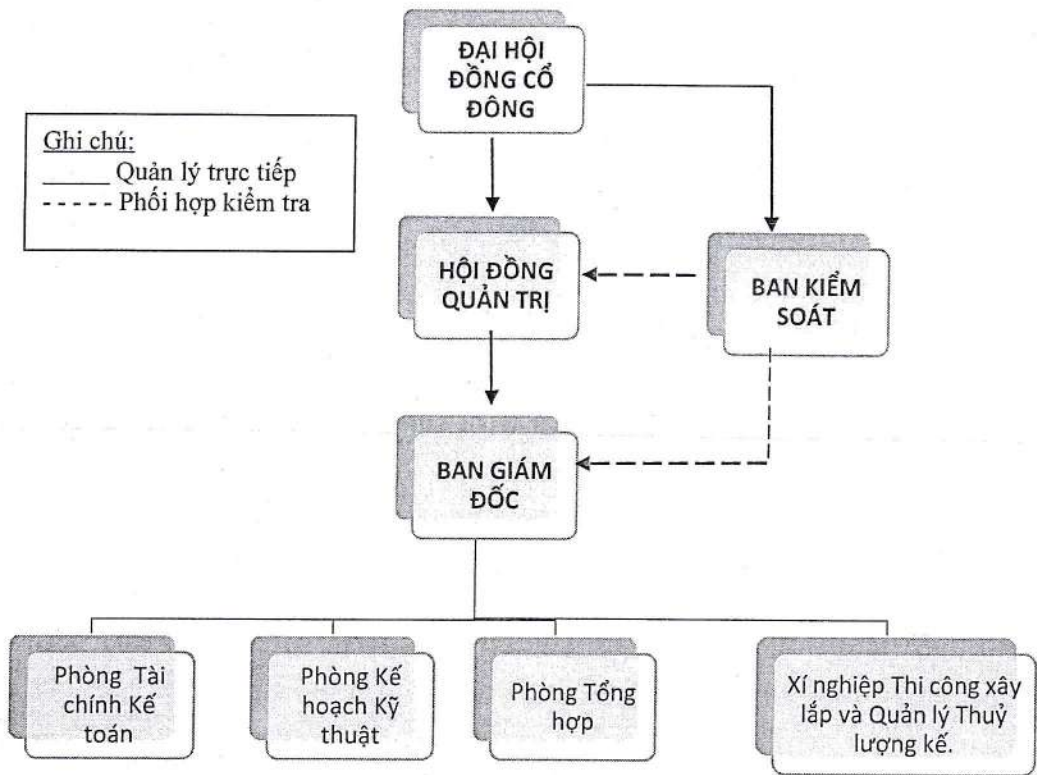 ĐẠI HỘI
ĐỒNG CỔ
ĐÔNG
Ghi chú:
______ Quản lý trực tiếp
- - - - - Phối hợp kiểm tra
HỘI ĐỒNG
QUẢN TRỊ
BAN KIỂM
SOÁT
BAN GIÁM
ĐỐC
Phòng Tài
chính Kế
toán
Phòng Kế
hoạch Kỹ
thuật
Phòng Tổng
hợp
Xí nghiệp Thi công xây
lắp và Quản lý Thuỷ
lượng kế.